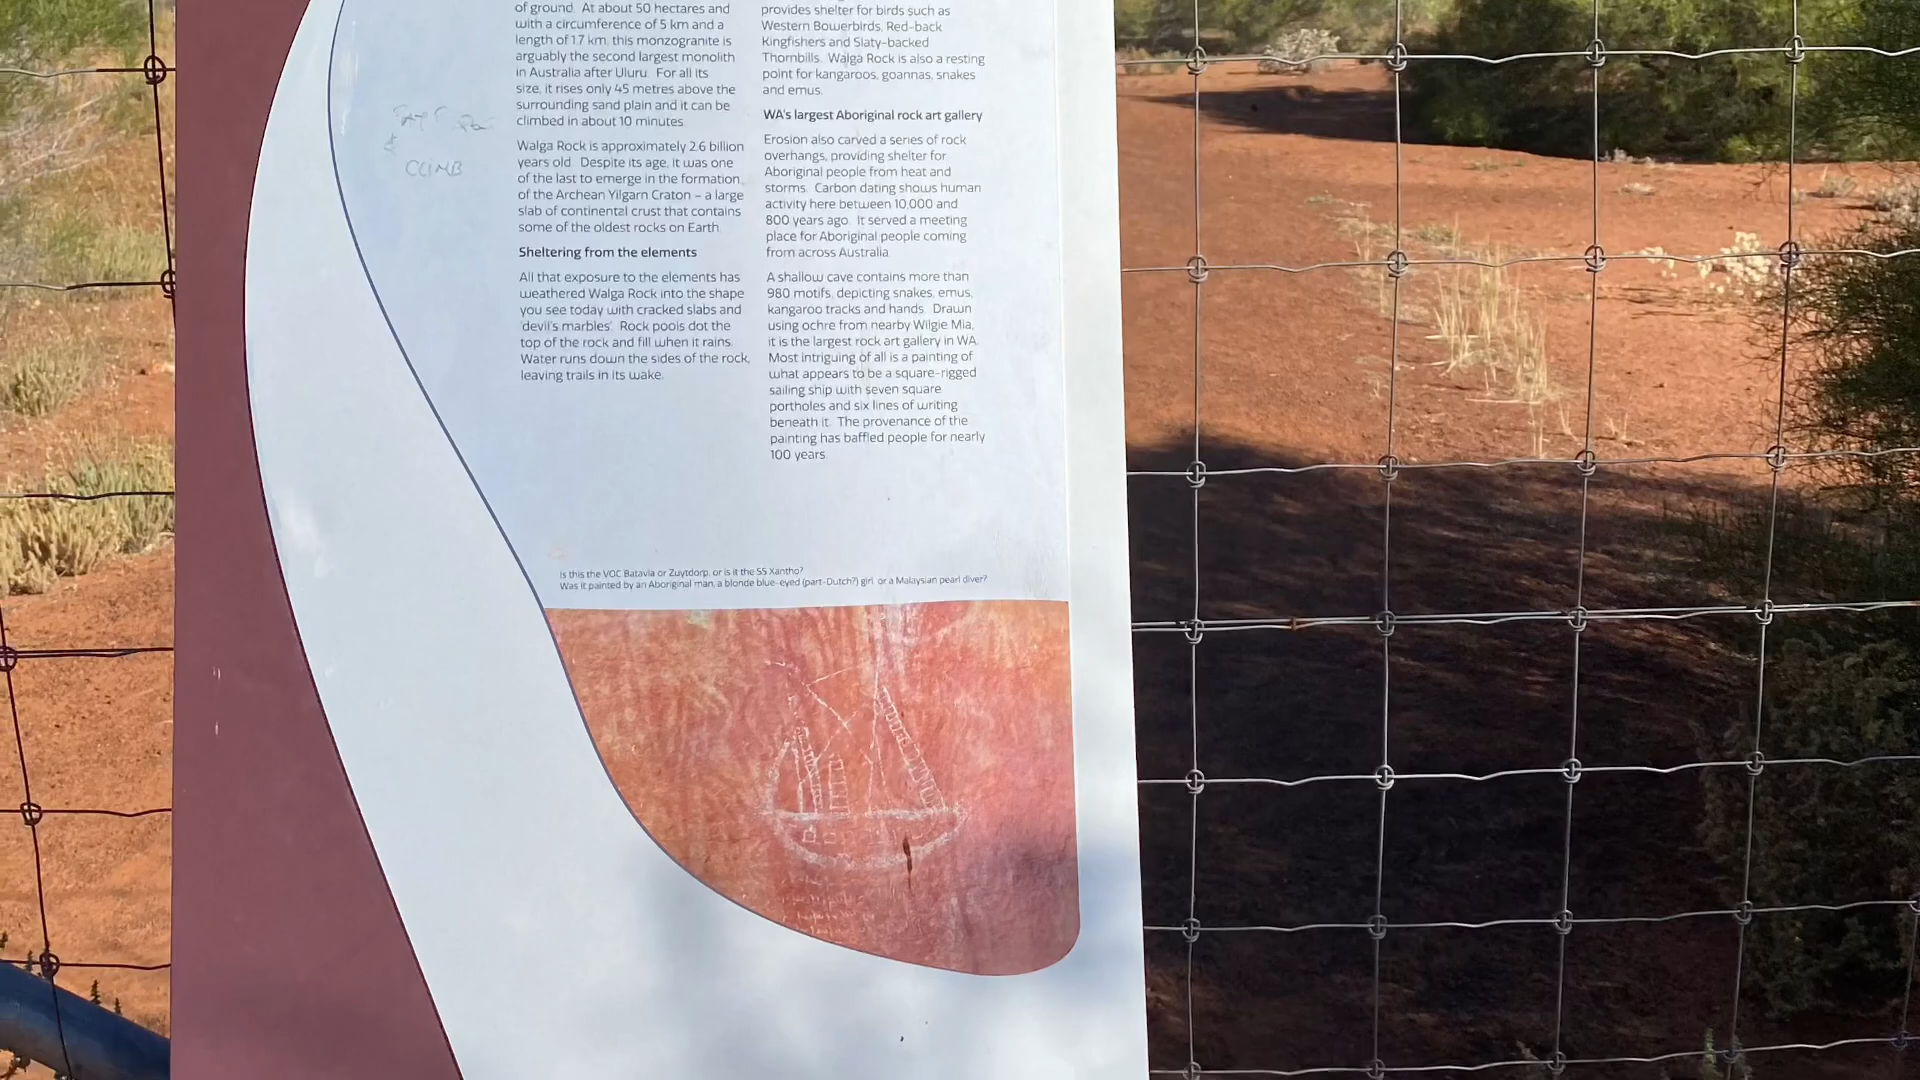 of ground. At about 50 hectares and
with a circumference of 5 km and a
length of 1.7 km, this monzogranite is
arguably the second largest monolith
in Australia after Uluru. For all its
size, it rises only 45 metres above the
surrounding sand plain and it can be
climbed in about 10 minutes.
Walga Rock is approximately 2.6 billion
years old. Despite its age, it was one
of the last to emerge in the formation
of the Archean Yilgarn Craton – a large
slab of continental crust that contains
some of the oldest rocks on Earth.
Sheltering from the elements
All that exposure to the elements has
weathered Walga Rock into the shape
you see today with cracked slabs and
'devil's marbles'. Rock pools dot the
top of the rock and fill when it rains.
Water runs down the sides of the rock,
leaving trails in its wake.
provides shelter for birds such as
Western Bowerbirds, Red-back
Kingfishers and Slaty-backed
Thornbills. Walga Rock is also a resting
point for kangaroos, goannas, snakes
and emus.
WA's largest Aboriginal rock art gallery
Erosion also carved a series of rock
overhangs, providing shelter for
Aboriginal people from heat and
storms. Carbon dating shows human
activity here between 10,000 and
800 years ago. It served a meeting
place for Aboriginal people coming
from across Australia.
A shallow cave contains more than
980 motifs, depicting snakes, emus,
kangaroo tracks and hands. Drawn
using ochre from nearby Wilgie Mia,
it is the largest rock art gallery in WA.
Most intriguing of all is a painting of
what appears to be a square-rigged
sailing ship with seven square
portholes and six lines of writing
beneath it. The provenance of the
painting has baffled people for nearly
100 years.
CLIMB
Is this the VOC Batavia or Zuytdorp, or is it the SS Xantho?
Was it painted by an Aboriginal man, a blonde blue-eyed (part-Dutch?) girl or a Malaysian pearl diver?